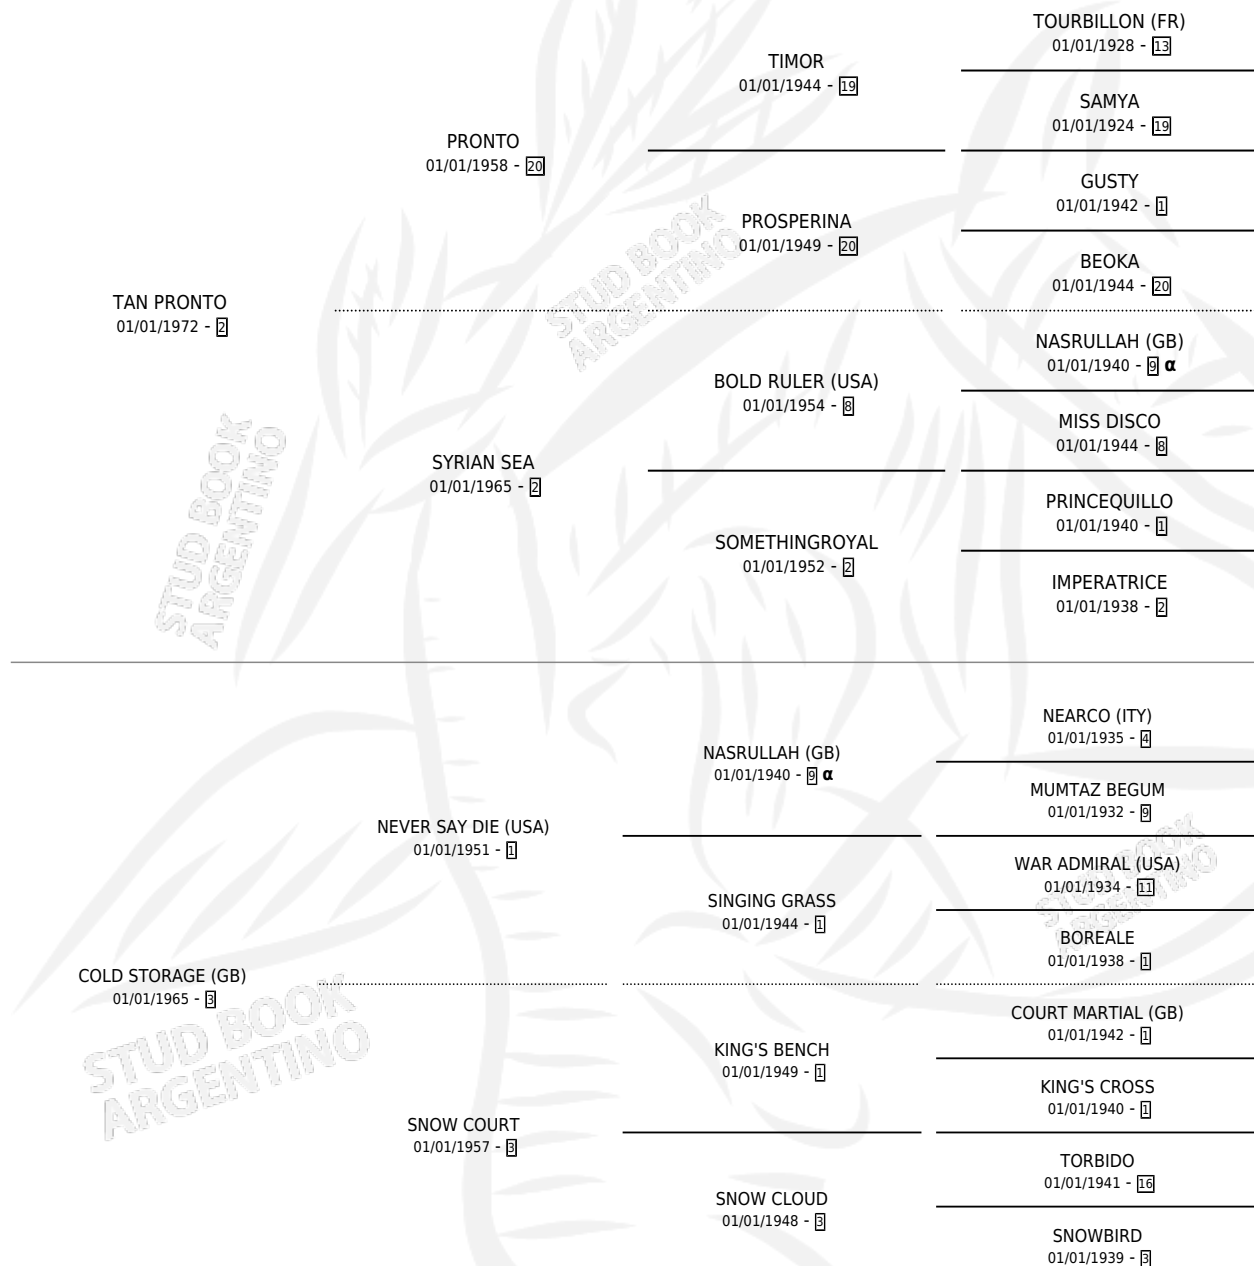 TOURBILLON (FR)
01/01/1928 - 13
TIMOR
01/01/1944 - 19
SAMYA
01/01/1924 - 19
PRONTO
01/01/1958 - 20
GUSTY
01/01/1942 - 1
PROSPERINA
01/01/1949 - 20
BEOKA
01/01/1944 - 20
TAN PRONTO
01/01/1972 - 2
NASRULLAH (GB)
01/01/1940 - 9 α
BOLD RULER (USA)
01/01/1954 - 8
MISS DISCO
01/01/1944 - 8
SYRIAN SEA
01/01/1965 - 2
PRINCEQUILLO
01/01/1940 - 1
SOMETHINGROYAL
01/01/1952 - 2
IMPERATRICE
01/01/1938 - 2
NEARCO (ITY)
01/01/1935 - 4
NASRULLAH (GB)
01/01/1940 - 9 α
MUMTAZ BEGUM
01/01/1932 - 9
NEVER SAY DIE (USA)
01/01/1951 - 1
WAR ADMIRAL (USA)
01/01/1934 - 11
SINGING GRASS
01/01/1944 - 1
BOREALE
01/01/1938 - 1
COLD STORAGE (GB)
01/01/1965 - 3
COURT MARTIAL (GB)
01/01/1942 - 1
KING'S BENCH
01/01/1949 - 1
KING'S CROSS
01/01/1940 - 1
SNOW COURT
01/01/1957 - 3
TORBIDO
01/01/1941 - 16
SNOW CLOUD
01/01/1948 - 3
SNOWBIRD
01/01/1939 - 3
STUD BOOK
ARGENTINO
STUD BOOK
ARGENTINO
STUD BOOK
ARGENTINO
STUD BOOK
ARGENTINO